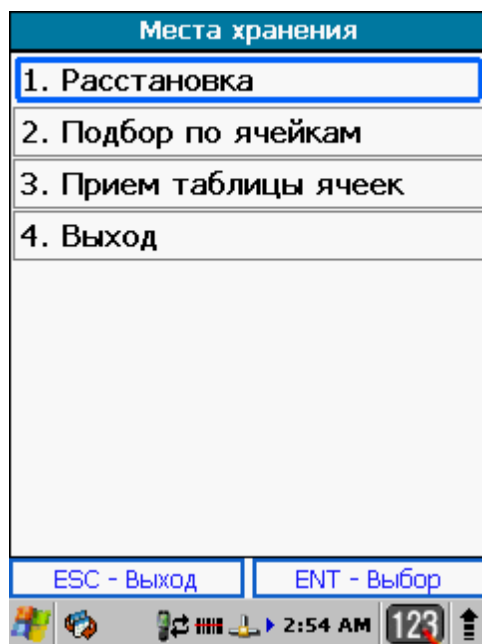 Места хранения
1. Расстановка
2. Подбор по ячейкам
3. Прием таблицы ячеек
4. Выход
ESC - Выход ENT - Выбор
2:54 AM 123